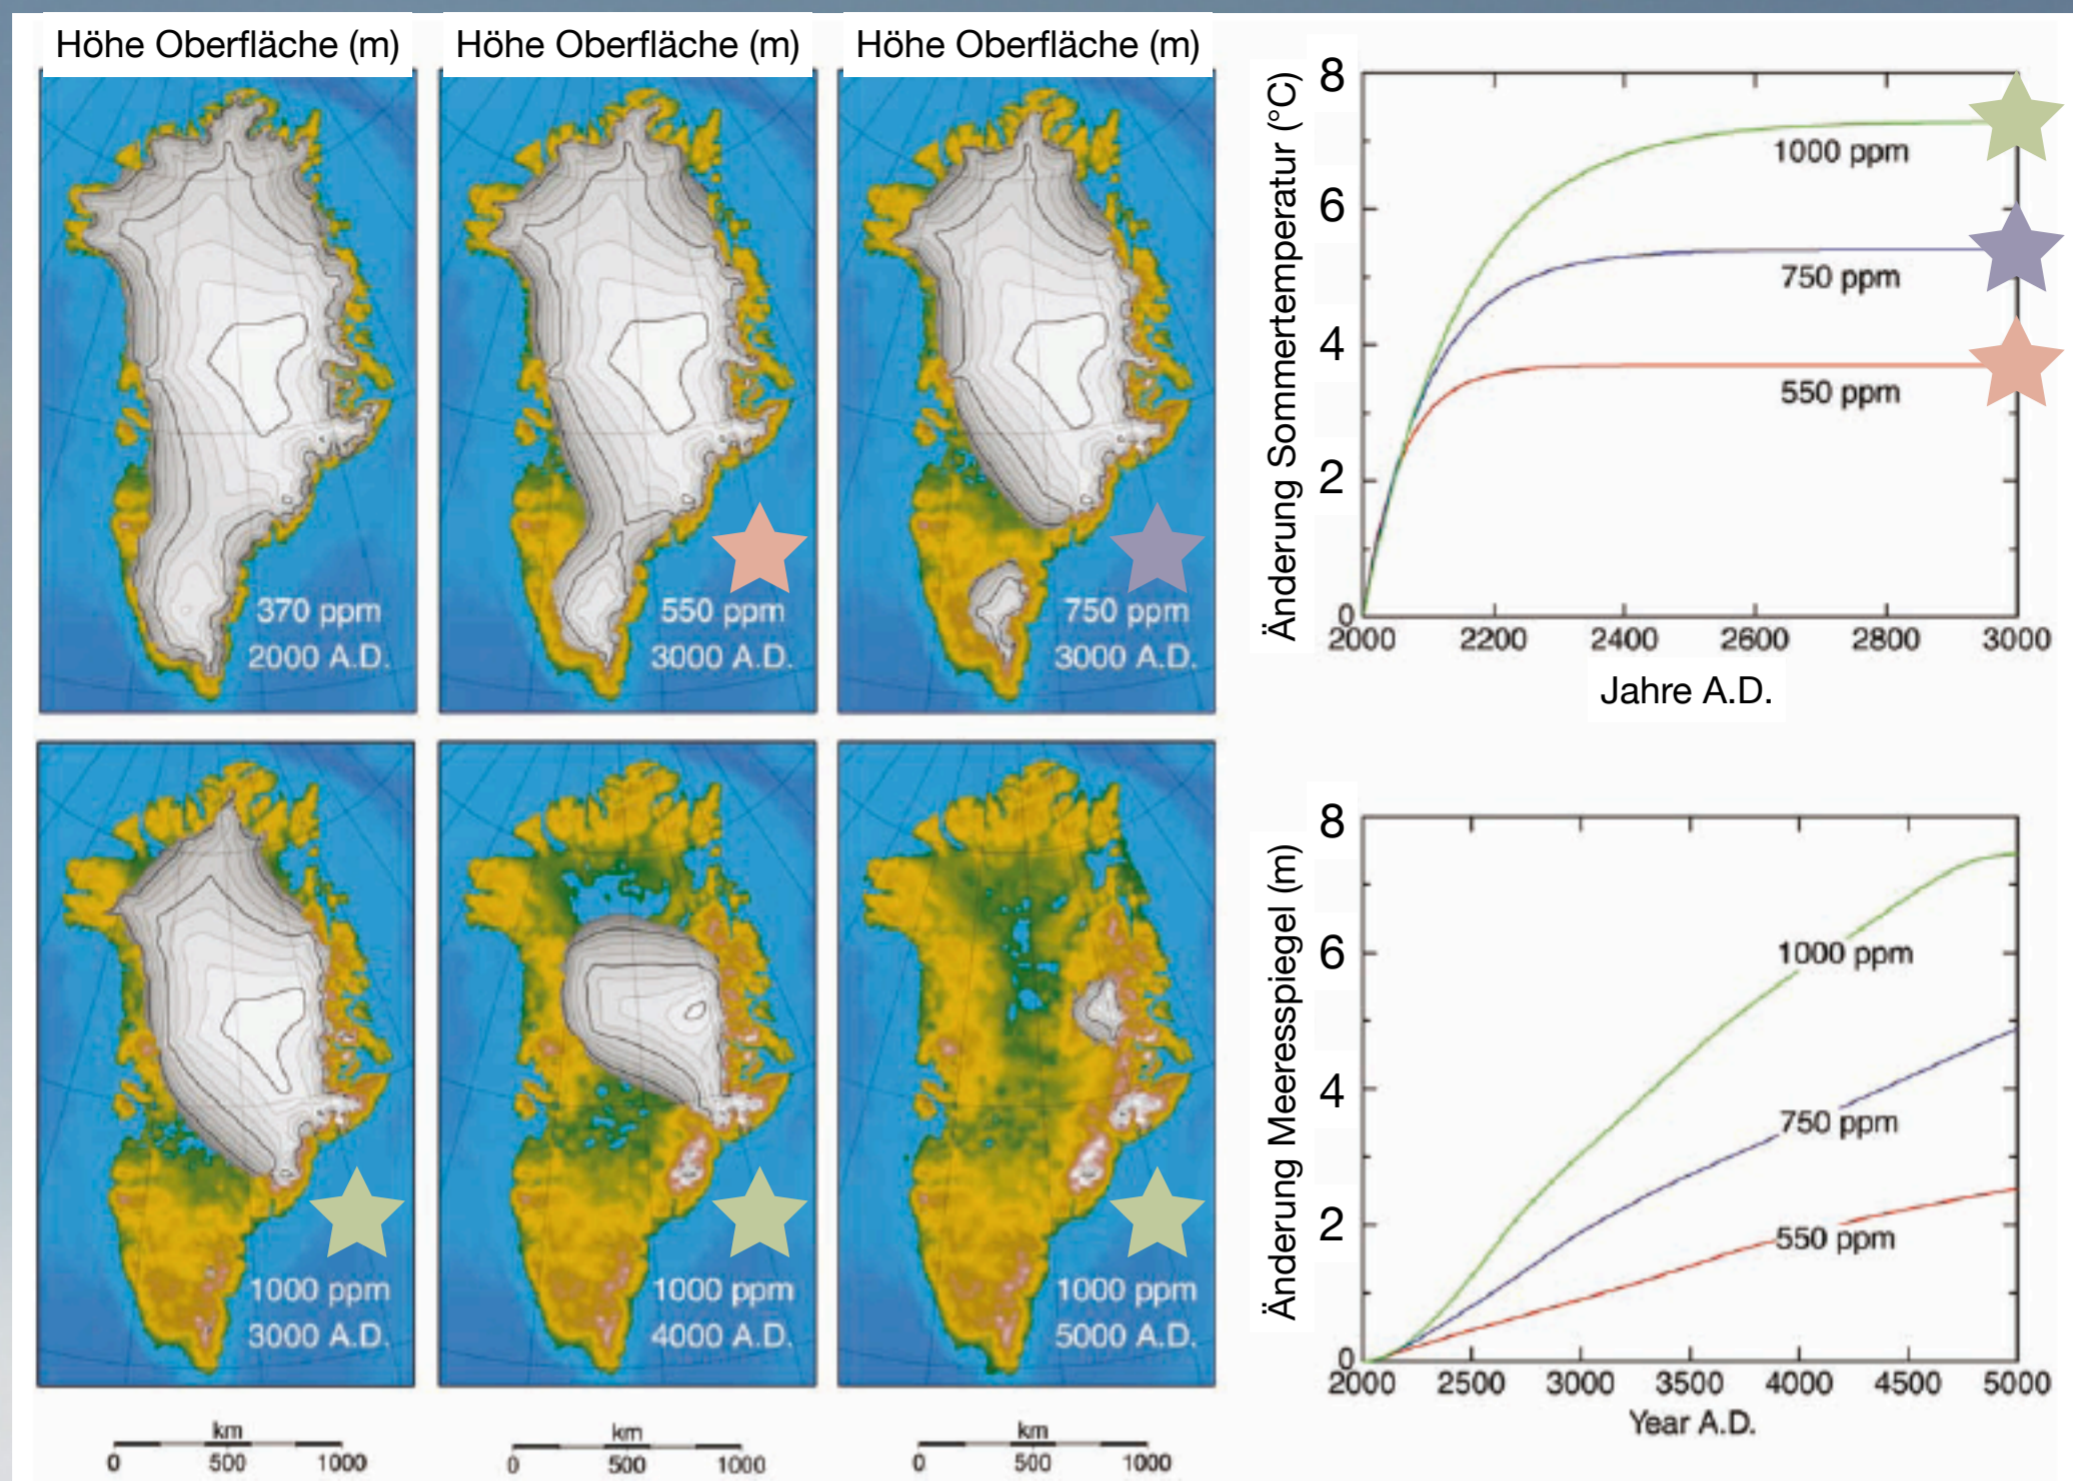 Höhe Oberfläche (m)
Höhe Oberfläche (m)
Höhe Oberfläche (m)
370 ppm
2000 A.D.
550 ppm
3000 A.D.
750 ppm
3000 A.D.
1000 ppm
3000 A.D.
1000 ppm
4000 A.D.
1000 ppm
5000 A.D.
km
0 500 1000
km
0 500 1000
km
0 500 1000
Änderung Sommertemperatur (°C)
8
6
4
2
0
1000 ppm
750 ppm
550 ppm
2000 2200 2400 2600 2800 3000
Jahre A.D.
Änderung Meeresspiegel (m)
8
6
4
2
0
1000 ppm
750 ppm
550 ppm
2000 2500 3000 3500 4000 4500 5000
Year A.D.